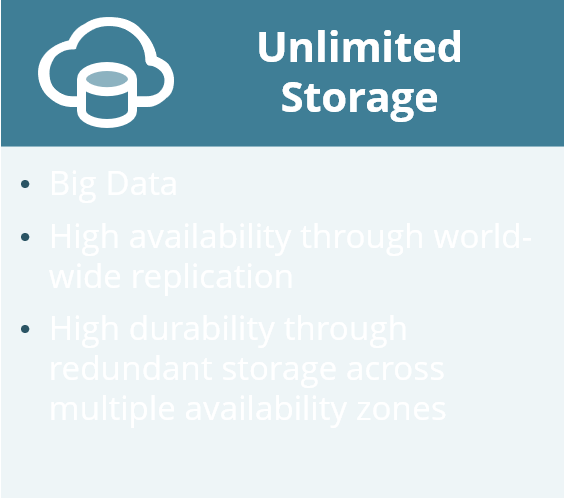 Unlimited
Storage
• Big Data
• High availability through world-
wide replication
• High durability through
redundant storage across
multiple availability zones